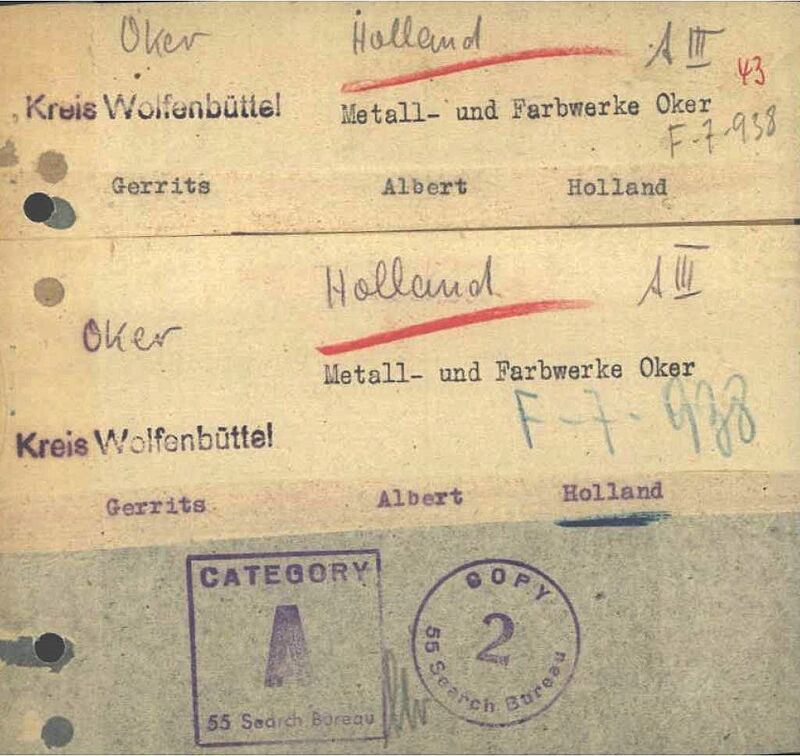 Oker Holland A III
43
Kreis Wolfenbüttel Metall- und Farbwerke Oker
F-7-938
Gerrits Albert Holland
Holland A III
Oker
Metall- und Farbwerke Oker
F-7-938
Kreis Wolfenbüttel
Gerrits Albert Holland
CATEGORY
A
55 Search Bureau
COPY
2
55 Search Bureau